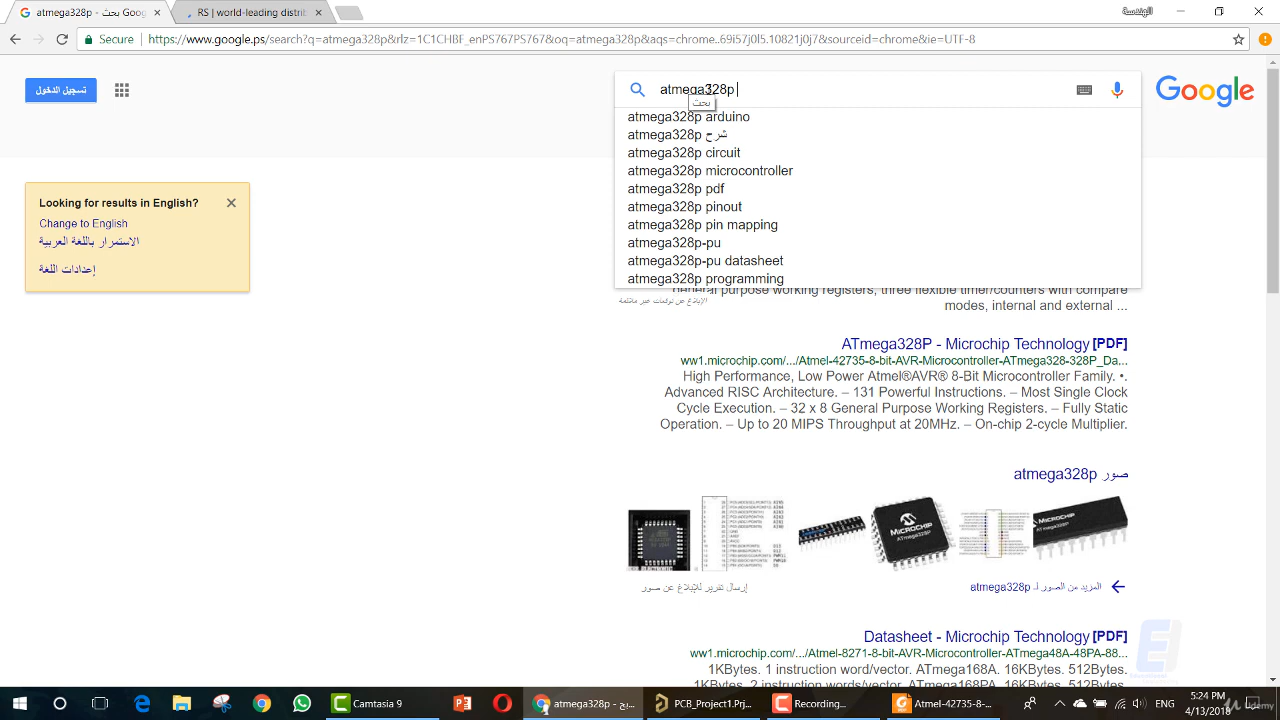 atmega328p - بحث Goog
RS | world-leading distrib
الهندسة
Secure
https://www.google.ps/search?q=atmega328p&rlz=1C1CHBF_enPS767PS767&oq=atmega328p&aqs=chrome..69i57j0l5.10821j0j7&sourceid=chrome&ie=UTF-8
تسجيل الدخول
atmega328p
Google
بحث
atmega328p arduino
atmega328p شرح
atmega328p circuit
atmega328p microcontroller
atmega328p pdf
atmega328p pinout
atmega328p pin mapping
atmega328p-pu
atmega328p-pu datasheet
atmega328p programming
Looking for results in English?
Change to English
الاستمرار باللغة العربية
إعدادات اللغة
general purpose working registers, three flexible timer/counters with compare
الإبلاغ عن توقعات غير ملائمة
modes, internal and external ...
ATmega328P - Microchip Technology [PDF]
ww1.microchip.com/.../Atmel-42735-8-bit-AVR-Microcontroller-ATmega328-328P_Da...
High Performance, Low Power Atmel®AVR® 8-Bit Microcontroller Family. •.
Advanced RISC Architecture. – 131 Powerful Instructions. – Most Single Clock
Cycle Execution. – 32 x 8 General Purpose Working Registers. – Fully Static
Operation. – Up to 20 MIPS Throughput at 20MHz. – On-chip 2-cycle Multiplier.
صور atmega328p
MICROCHIP
ATmega328P
MICROCHIP
ATmega328P
المزيد من الصور لـ atmega328p
إرسال تقرير للإبلاغ عن صور
Datasheet - Microchip Technology [PDF]
ww1.microchip.com/.../Atmel-8271-8-bit-AVR-Microcontroller-ATmega48A-48PA-88...
1KBytes. 1 instruction word/vector. ATmega168A. 16KBytes. 512Bytes.
1KBytes. 2 instruction words/vector. ATmega168PA. 16KBytes. 512Bytes.
Camtasia 9
atmega328p - بح...
PCB_Project1.Prj...
Recording...
Atmel-42735-8-b...
5:24 PM
4/13/2018
Udemy